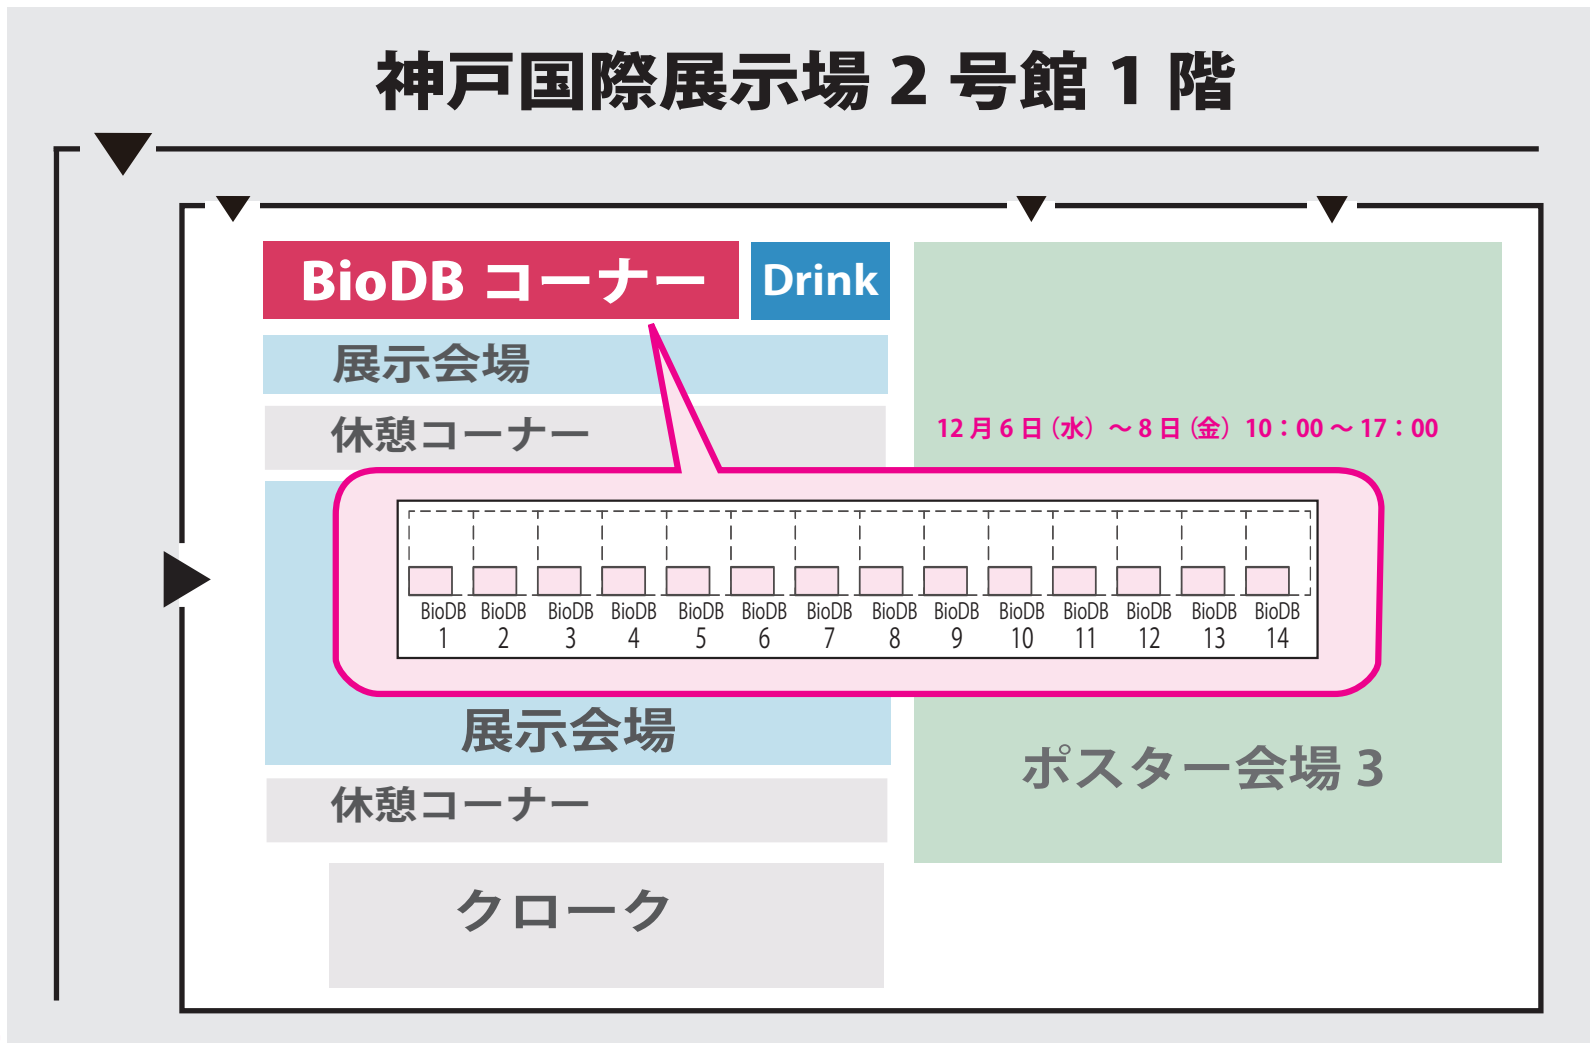 神戸国際展示場 2 号館 1 階
BioDB コーナー
Drink
展示会場
休憩コーナー
12 月 6 日（水）～ 8 日（金）10：00 ～ 17：00
BioDB 1
BioDB 2
BioDB 3
BioDB 4
BioDB 5
BioDB 6
BioDB 7
BioDB 8
BioDB 9
BioDB 10
BioDB 11
BioDB 12
BioDB 13
BioDB 14
展示会場
ポスター会場 3
休憩コーナー
クローク